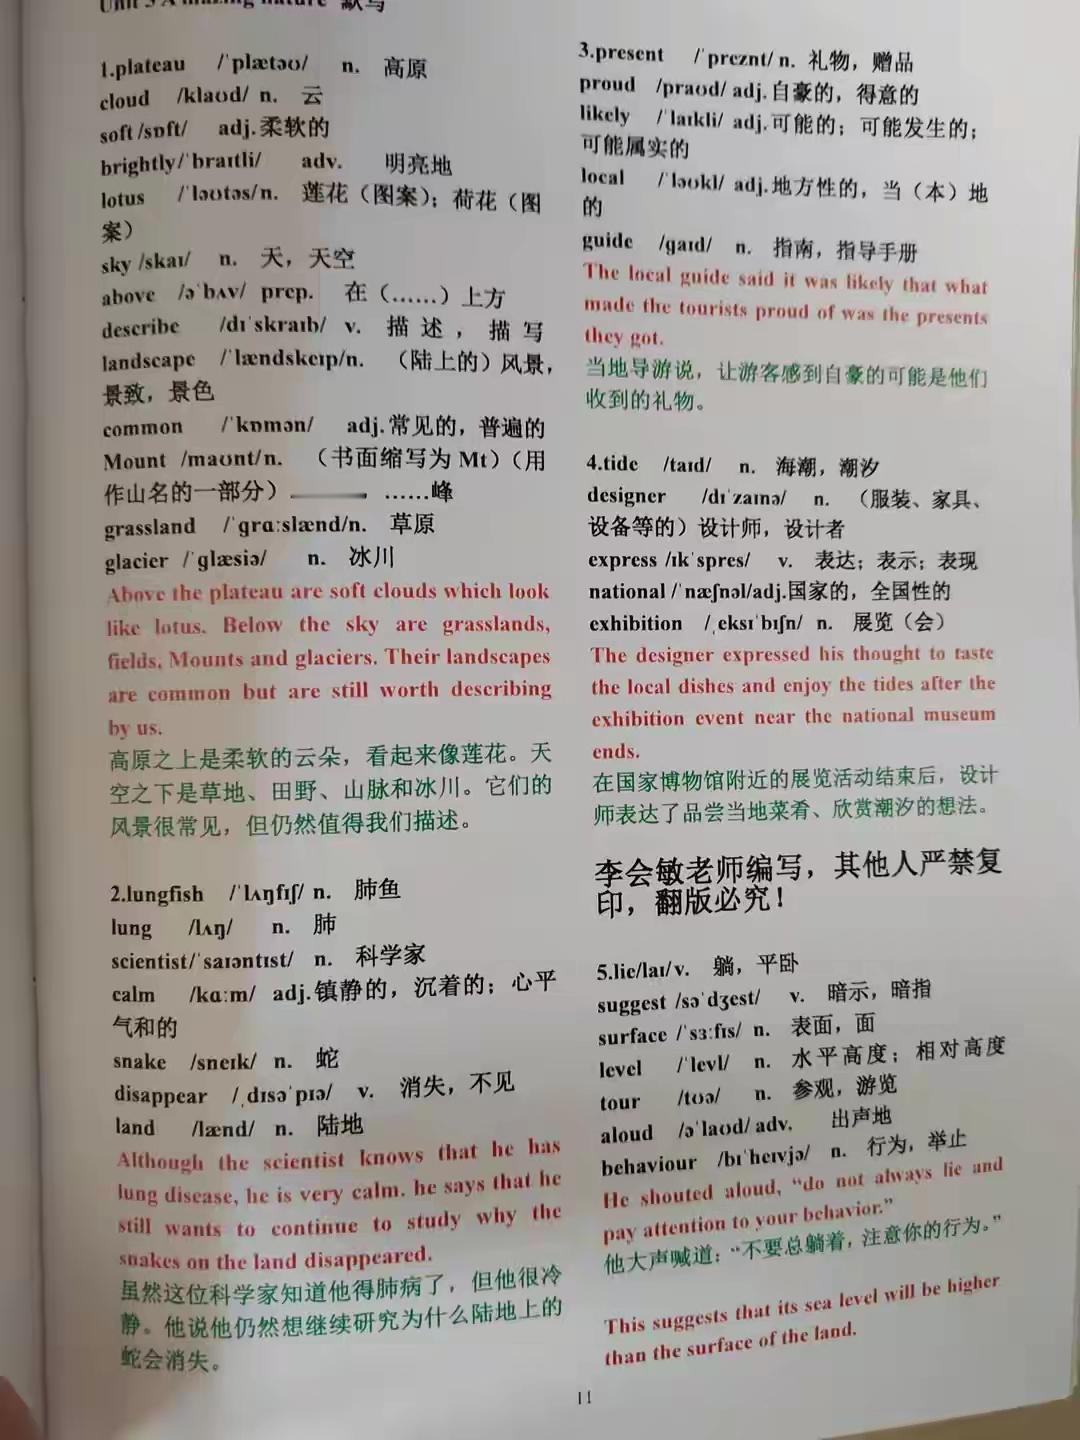 Unit 3 Amazing nature 默写
1.plateau /ˈplætəʊ/ n. 高原
cloud /klaʊd/ n. 云
soft /sɒft/ adj.柔软的
brightly/ˈbraɪtli/ adv. 明亮地
lotus /ˈləʊtəs/n. 莲花（图案）；荷花（图
案）
sky /skaɪ/ n. 天，天空
above /əˈbʌv/ prep. 在（……）上方
describe /dɪˈskraɪb/ v. 描述，描写
landscape /ˈlændskeɪp/n. （陆上的）风景，
景致，景色
common /ˈkɒmən/ adj.常见的，普遍的
Mount /maʊnt/n. （书面缩写为 Mt）（用
作山名的一部分） ……峰
grassland /ˈgrɑːslænd/n. 草原
glacier /ˈglæsiə/ n. 冰川
Above the plateau are soft clouds which look
like lotus. Below the sky are grasslands,
fields, Mounts and glaciers. Their landscapes
are common but are still worth describing
by us.
高原之上是柔软的云朵，看起来像莲花。天
空之下是草地、田野、山脉和冰川。它们的
风景很常见，但仍然值得我们描述。
2.lungfish /ˈlʌŋfɪʃ/ n. 肺鱼
lung /lʌŋ/ n. 肺
scientist/ˈsaɪəntɪst/ n. 科学家
calm /kɑːm/ adj.镇静的，沉着的；心平
气和的
snake /sneɪk/ n. 蛇
disappear /ˌdɪsəˈpɪə/ v. 消失，不见
land /lænd/ n. 陆地
Although the scientist knows that he has
lung disease, he is very calm. he says that he
still wants to continue to study why the
snakes on the land disappeared.
虽然这位科学家知道他得肺病了，但他很冷
静。他说他仍然想继续研究为什么陆地上的
蛇会消失。
3.present /ˈpreznt/ n. 礼物，赠品
proud /praʊd/ adj.自豪的，得意的
likely /ˈlaɪkli/ adj.可能的；可能发生的；
可能属实的
local /ˈləʊkl/ adj.地方性的，当（本）地
的
guide /gaɪd/ n. 指南，指导手册
The local guide said it was likely that what
made the tourists proud of was the presents
they got.
当地导游说，让游客感到自豪的可能是他们
收到的礼物。
4.tide /taɪd/ n. 海潮，潮汐
designer /dɪˈzaɪnə/ n. （服装、家具、
设备等的）设计师，设计者
express /ɪkˈspres/ v. 表达；表示；表现
national /ˈnæʃnəl/adj.国家的，全国性的
exhibition /ˌeksɪˈbɪʃn/ n. 展览（会）
The designer expressed his thought to taste
the local dishes and enjoy the tides after the
exhibition event near the national museum
ends.
在国家博物馆附近的展览活动结束后，设计
师表达了品尝当地菜肴、欣赏潮汐的想法。
李会敏老师编写，其他人严禁复
印，翻版必究！
5.lie/laɪ/ v. 躺，平卧
suggest /səˈdʒest/ v. 暗示，暗指
surface /ˈsɜːfɪs/ n. 表面，面
level /ˈlevl/ n. 水平高度；相对高度
tour /tʊə/ n. 参观，游览
aloud /əˈlaʊd/ adv. 出声地
behaviour /bɪˈheɪvjə/ n. 行为，举止
He shouted aloud, “do not always lie and
pay attention to your behavior.”
他大声喊道：“不要总躺着，注意你的行为。”
This suggests that its sea level will be higher
than the surface of the land.
11